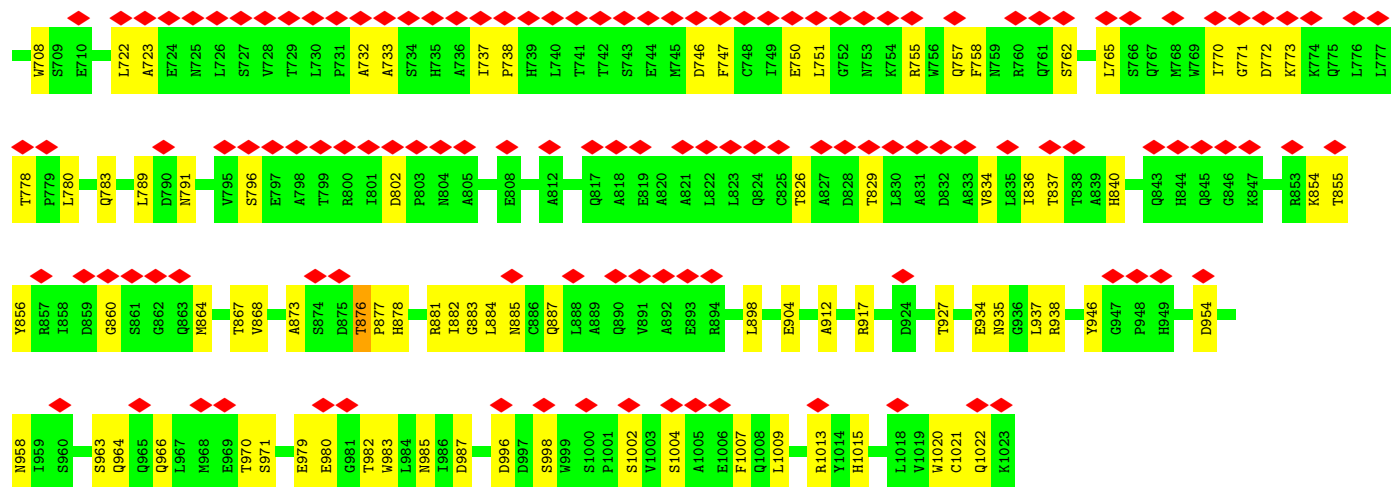 W708 S709 E710 L722 A723 E724 N725 L726 S727 V728 T729 L730 P731 A732 A733 S734 H735 A736 I737 P738 H739 L740 T741 T742 S743 E744 M745 D746 F747 C748 I749 E750 L751 G752 N753 K754 R755 W756 Q757 F758 N759 R760 Q761 S762 L765 S766 Q767 M768 W769 I770 G771 D772 K773 K774 Q775 L776 L777
T778 P779 L780 Q783 L789 D790 N791 V795 S796 E797 A798 T799 R800 I801 D802 P803 N804 A805 E808 A812 Q817 A818 E819 A820 A821 L822 L823 Q824 C825 T826 A827 D828 T829 L830 A831 D832 A833 V834 L835 I836 T837 T838 A839 H840 Q843 H844 Q845 G846 K847 R853 K854 T855
Y856 R857 I858 D859 G860 S861 G862 Q863 M864 T867 V868 A873 S874 D875 T876 P877 H878 R881 I882 G883 L884 N885 C886 Q887 L888 A889 Q890 V891 A892 E893 R894 L898 E904 A912 R917 D924 T927 E934 N935 G936 L937 R938 Y946 G947 P948 H949 D954
N958 I959 S960 S963 Q964 Q965 Q966 L967 M968 E969 T970 S971 E979 E980 G981 T982 W983 L984 N985 I986 D987 D996 D997 S998 W999 S1000 P1001 S1002 V1003 S1004 A1005 E1006 F1007 Q1008 L1009 R1013 Y1014 H1015 L1018 V1019 W1020 C1021 Q1022 K1023